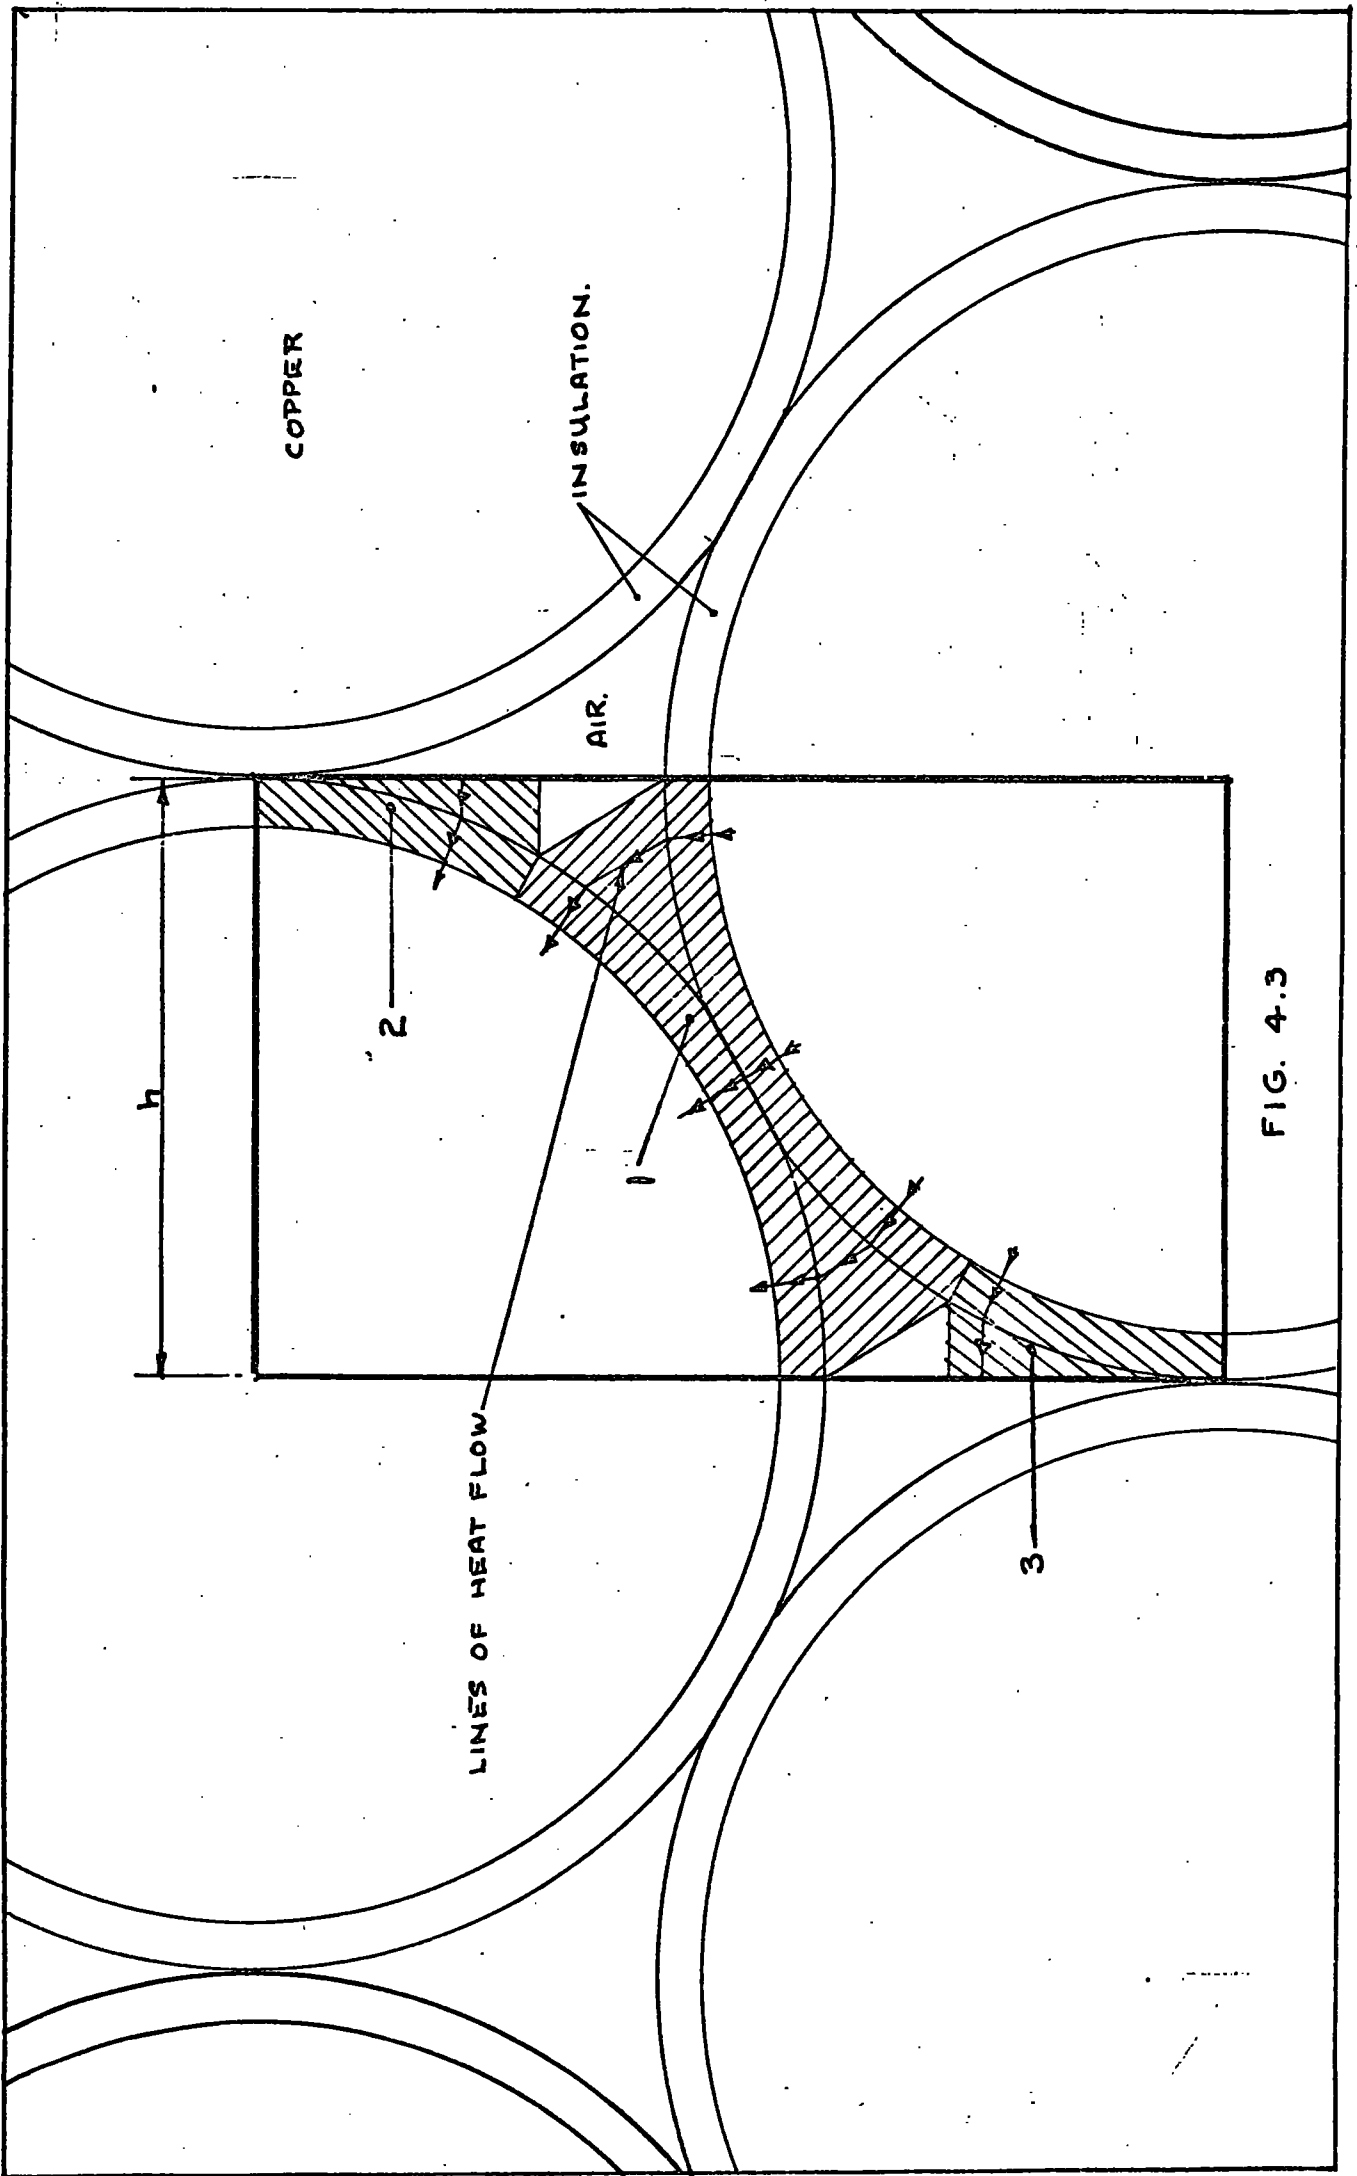 h
COPPER
2
INSULATION.
AIR.
1
LINES OF HEAT FLOW
3
FIG. 4.3